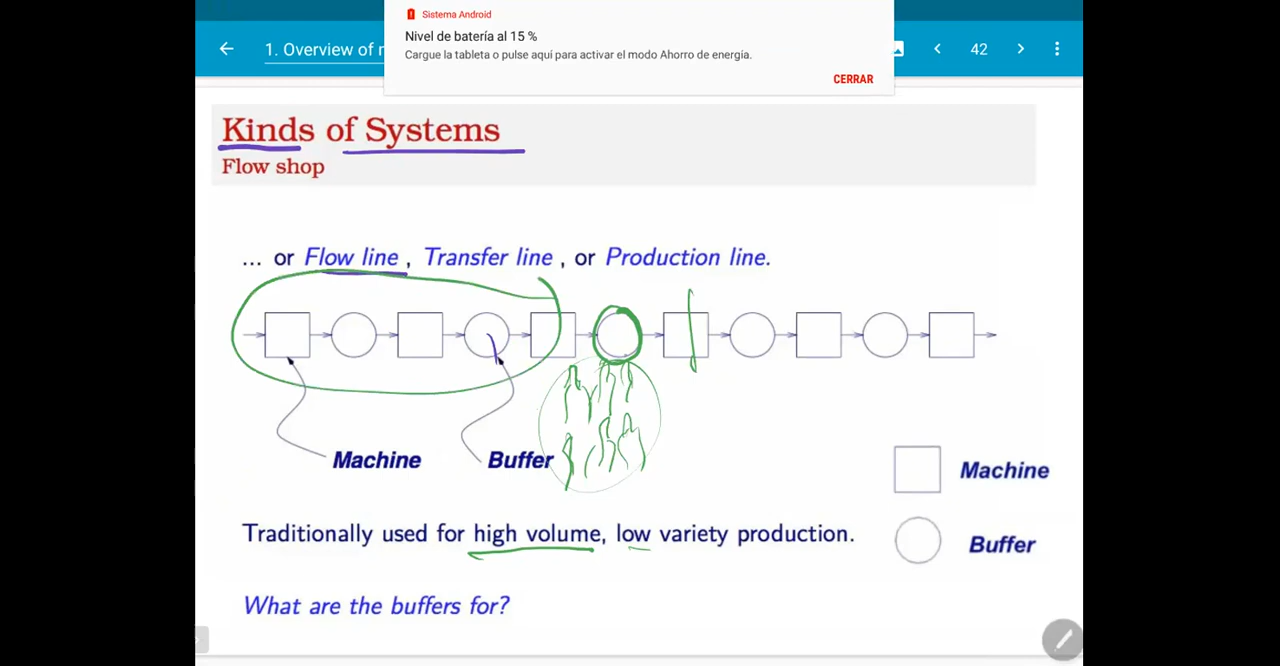 Sistema Android
Nivel de batería al 15 %
Cargue la tableta o pulse aquí para activar el modo Ahorro de energía.
CERRAR
1. Overview of
42
Kinds of Systems
Flow shop
... or Flow line , Transfer line , or Production line.
Machine
Buffer
Machine
Buffer
Traditionally used for high volume, low variety production.
What are the buffers for?